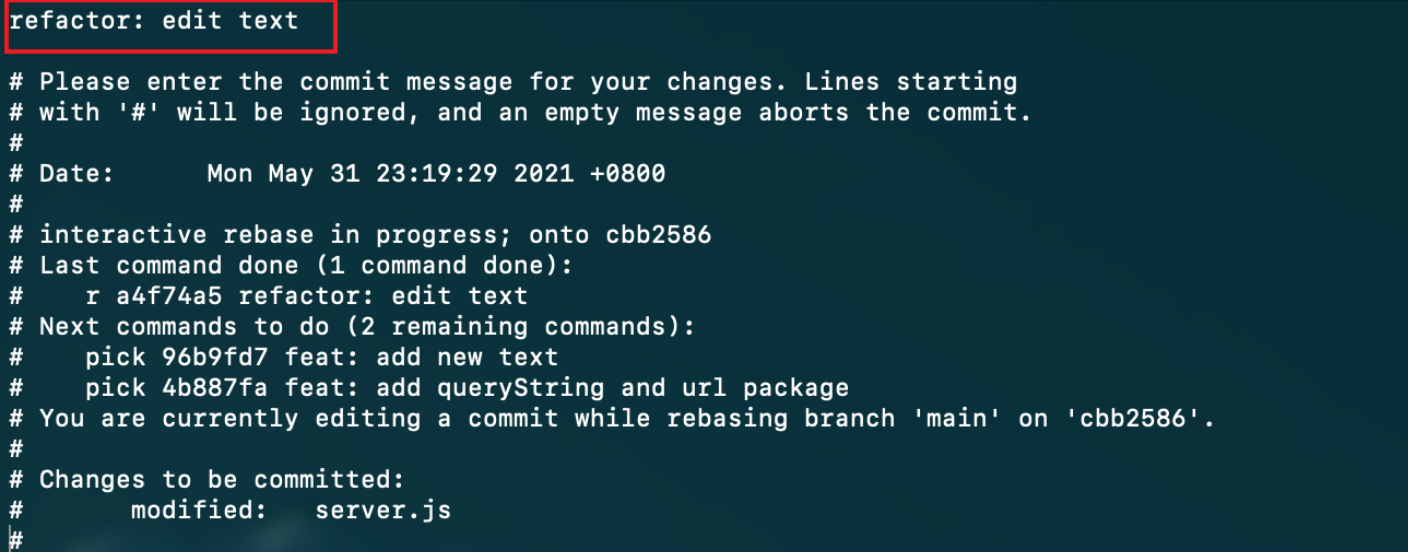 refactor: edit text
# Please enter the commit message for your changes. Lines starting
# with '#' will be ignored, and an empty message aborts the commit.
#
# Date:      Mon May 31 23:19:29 2021 +0800
#
# interactive rebase in progress; onto cbb2586
# Last command done (1 command done):
#    r a4f74a5 refactor: edit text
# Next commands to do (2 remaining commands):
#    pick 96b9fd7 feat: add new text
#    pick 4b887fa feat: add queryString and url package
# You are currently editing a commit while rebasing branch 'main' on 'cbb2586'.
#
# Changes to be committed:
#       modified:   server.js
#